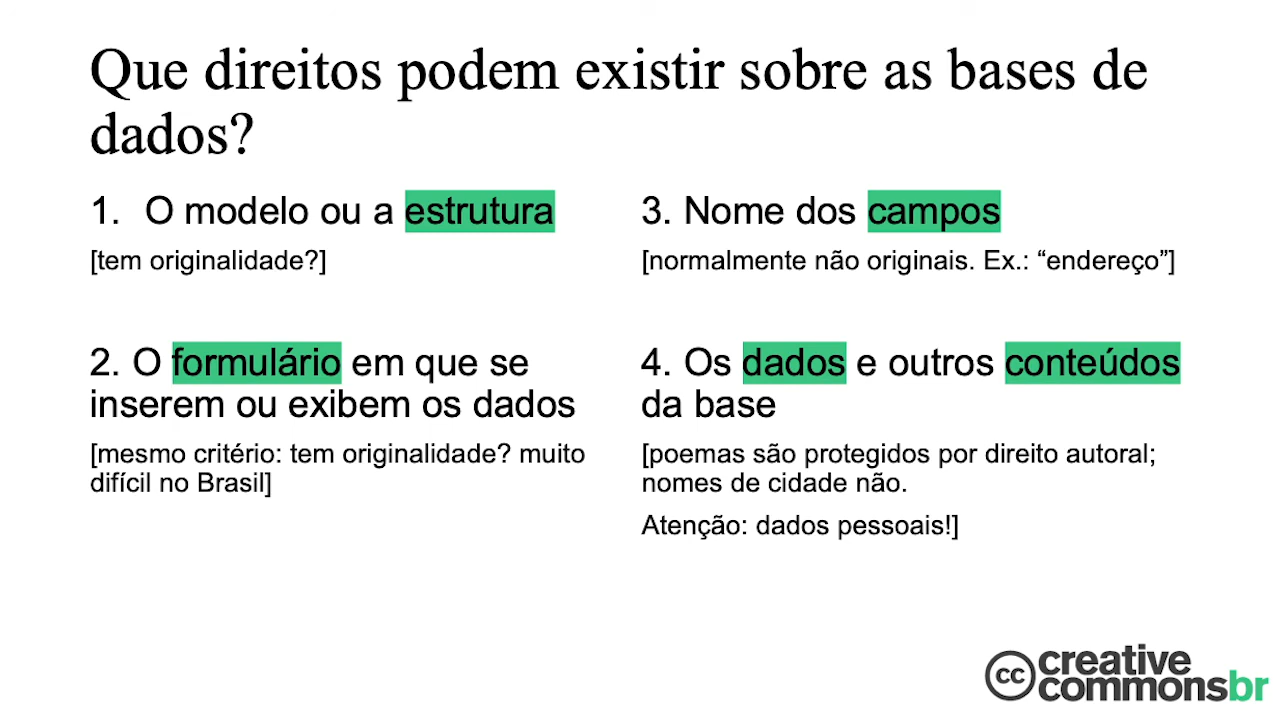 Que direitos podem existir sobre as bases de
dados?
1. O modelo ou a estrutura
[tem originalidade?]
2. O formulário em que se
inserem ou exibem os dados
[mesmo critério: tem originalidade? muito
difícil no Brasil]
3. Nome dos campos
[normalmente não originais. Ex.: “endereço”]
4. Os dados e outros conteúdos
da base
[poemas são protegidos por direito autoral;
nomes de cidade não.
Atenção: dados pessoais!]
cc creative
commonsbr